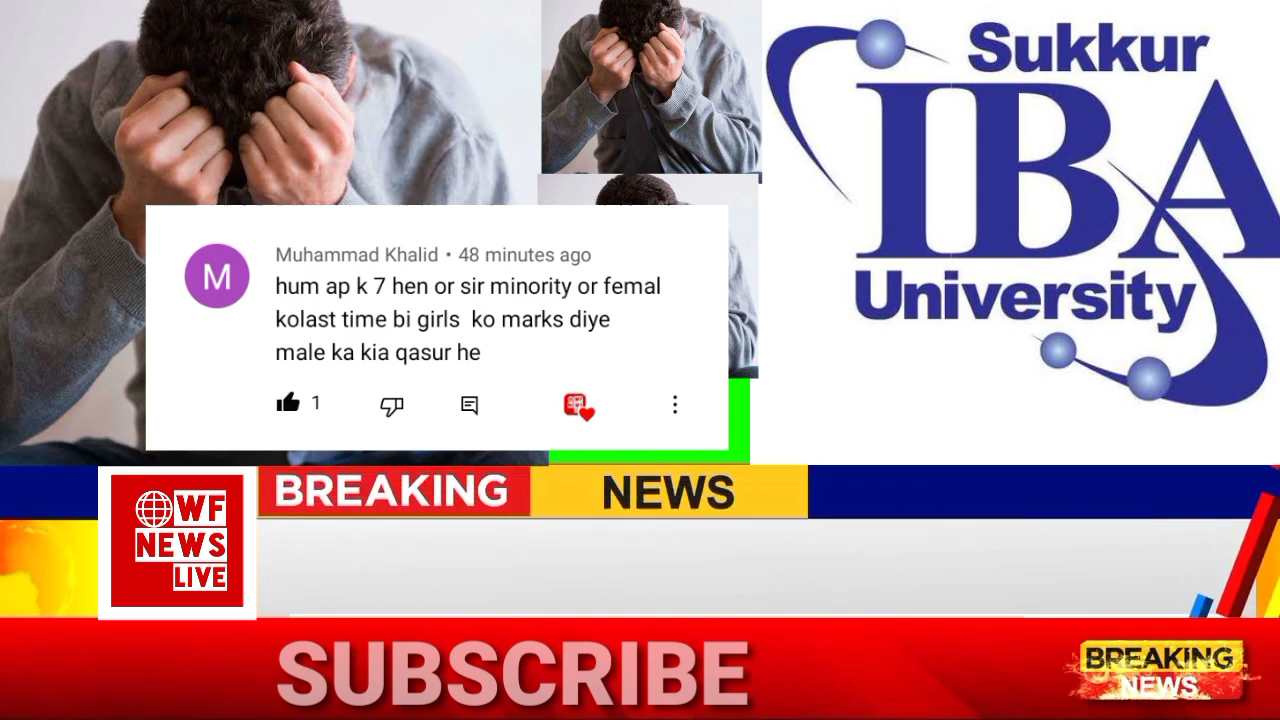 Sukkur
IBA
University
M
Muhammad Khalid • 48 minutes ago
hum ap k 7 hen or sir minority or femal
kolast time bi girls ko marks diye
male ka kia qasur he
1
BREAKING NEWS
WF
NEWS
LIVE
SUBSCRIBE
BREAKING
NEWS